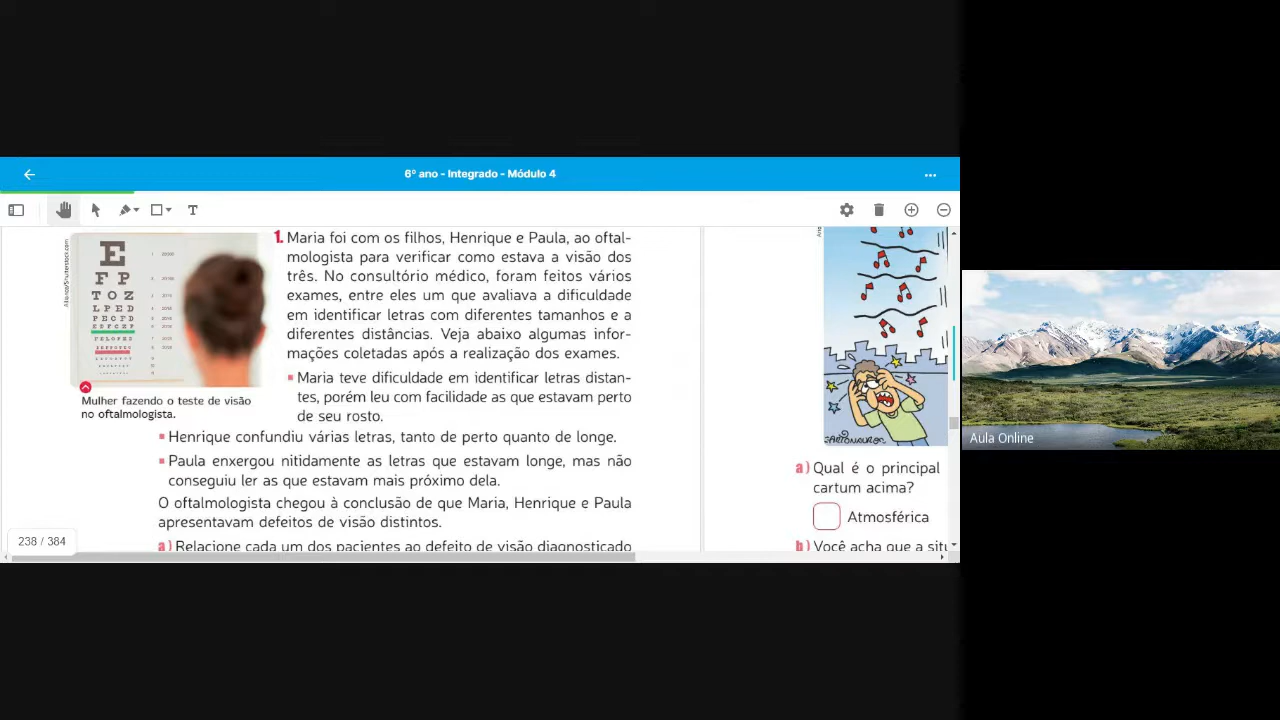 6º ano - Integrado - Módulo 4
T
Alliance/Shutterstock.com
E
F P
T O Z
L P E D
P E C F D
E D F C Z P
F E L O P Z D
Mulher fazendo o teste de visão
no oftalmologista.
1. Maria foi com os filhos, Henrique e Paula, ao oftal-
mologista para verificar como estava a visão dos
três. No consultório médico, foram feitos vários
exames, entre eles um que avaliava a dificuldade
em identificar letras com diferentes tamanhos e a
diferentes distâncias. Veja abaixo algumas infor-
mações coletadas após a realização dos exames.
Maria teve dificuldade em identificar letras distan-
tes, porém leu com facilidade as que estavam perto
de seu rosto.
Henrique confundiu várias letras, tanto de perto quanto de longe.
Paula enxergou nitidamente as letras que estavam longe, mas não
conseguiu ler as que estavam mais próximo dela.
O oftalmologista chegou à conclusão de que Maria, Henrique e Paula
apresentavam defeitos de visão distintos.
a) Relacione cada um dos pacientes ao defeito de visão diagnosticado
238 / 384
a) Qual é o principal
cartum acima?
Atmosférica
b) Você acha que a situ
Aula Online